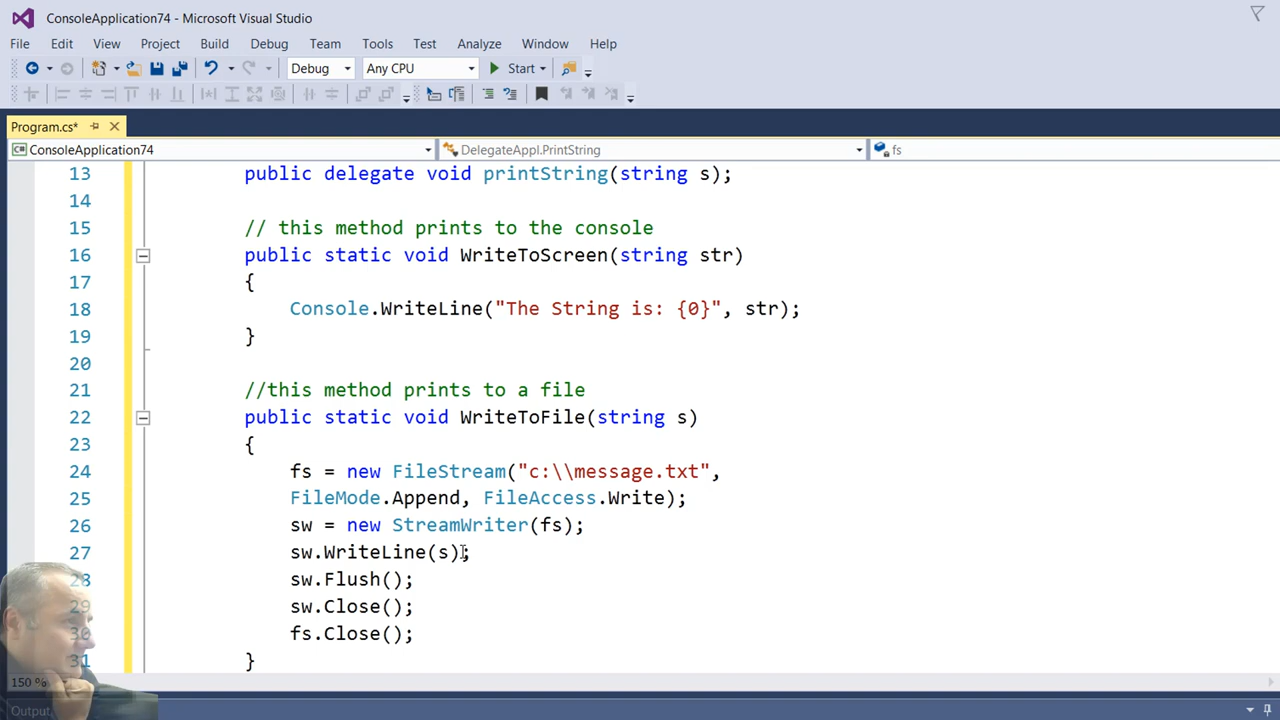 ConsoleApplication74 - Microsoft Visual Studio
File Edit View Project Build Debug Team Tools Test Analyze Window Help
Debug Any CPU Start
Program.cs*
ConsoleApplication74 DelegateAppl.PrintString fs
13 public delegate void printString(string s);
14
15 // this method prints to the console
16 public static void WriteToScreen(string str)
17 {
18 Console.WriteLine("The String is: {0}", str);
19 }
20
21 //this method prints to a file
22 public static void WriteToFile(string s)
23 {
24 fs = new FileStream("c:\\message.txt",
25 FileMode.Append, FileAccess.Write);
26 sw = new StreamWriter(fs);
27 sw.WriteLine(s);
28 sw.Flush();
29 sw.Close();
30 fs.Close();
31 }
150 %
Output